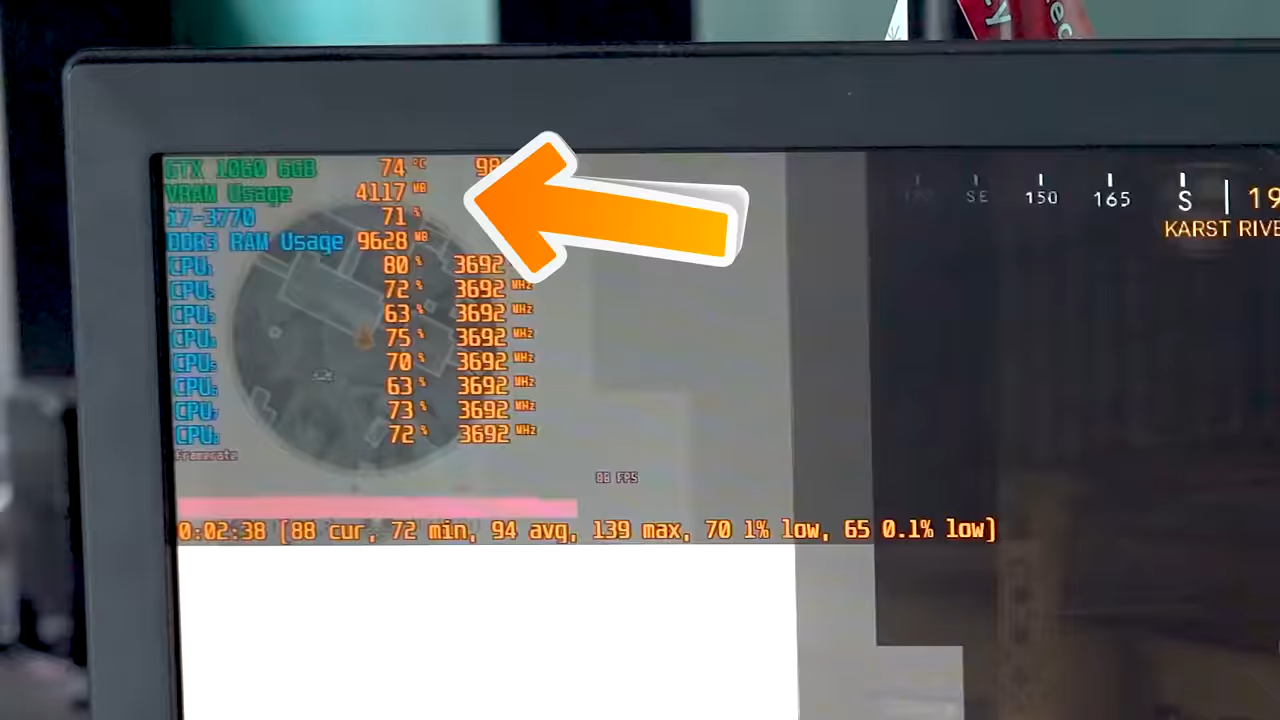 GTX 1060 6GB 74 °C 98
VRAM Usage 4117 MB
i7-3770 71 %
DDR3 RAM Usage 9628 MB
CPU1 80 % 3692
CPU2 72 % 3692 MHz
CPU3 63 % 3692 MHz
CPU4 75 % 3692 MHz
CPU5 70 % 3692 MHz
CPU6 63 % 3692 MHz
CPU7 73 % 3692 MHz
CPU8 72 % 3692 MHz
Framerate
88 FPS
0:02:38 [88 cur, 72 min, 94 avg, 139 max, 70 1% low, 65 0.1% low]
SE 150 165 S 19
KARST RIVE